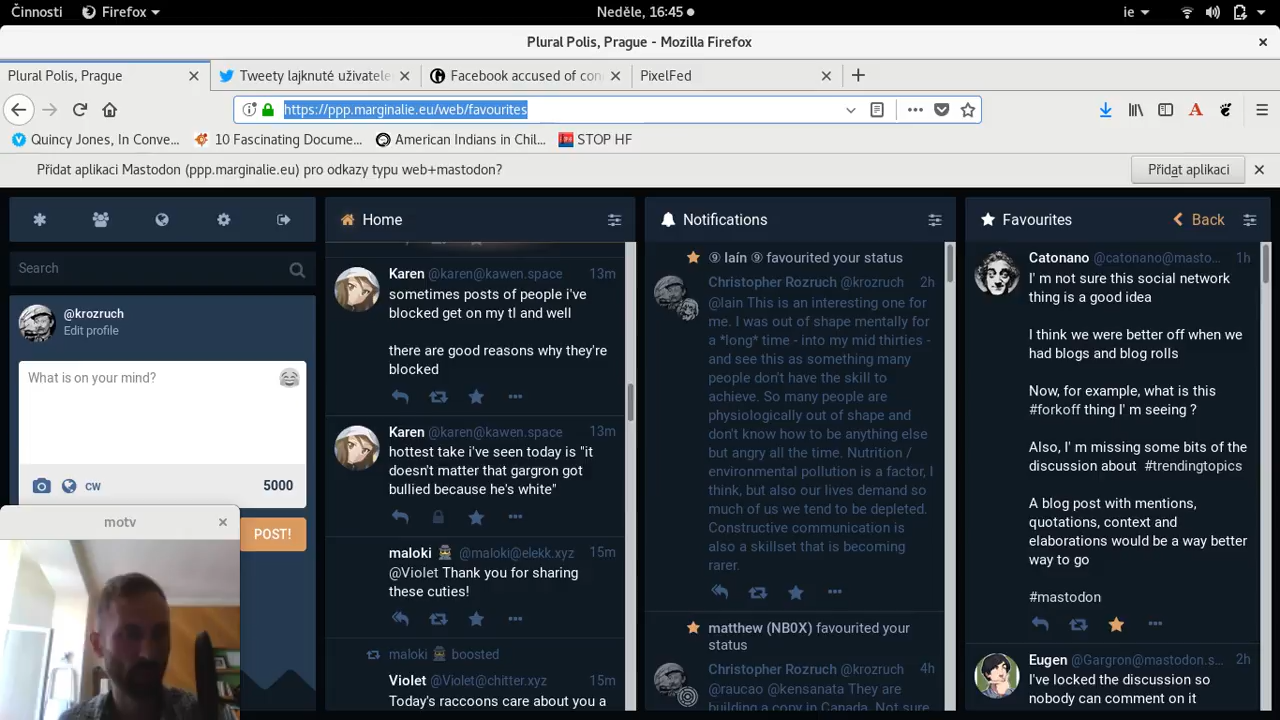 Činnosti Firefox Neděle, 16:45 ie
Plural Polis, Prague - Mozilla Firefox
Plural Polis, Prague Tweety lajknuté uživatele Facebook accused of con PixelFed
https://ppp.marginalie.eu/web/favourites
Quincy Jones, In Conve... 10 Fascinating Docume... American Indians in Chil... STOP HF
Přidat aplikaci Mastodon (ppp.marginalie.eu) pro odkazy typu web+mastodon? Přidat aplikaci
Search
@krozruch
Edit profile
What is on your mind?
CW 5000
POST!
motv
Home
Karen @karen@kawen.space 13m
sometimes posts of people i've
blocked get on my tl and well
there are good reasons why they're
blocked
Karen @karen@kawen.space 13m
hottest take i've seen today is "it
doesn't matter that gargron got
bullied because he's white"
maloki @maloki@elekk.xyz 15m
@Violet Thank you for sharing
these cuties!
maloki boosted
Violet @Violet@chitter.xyz 15m
Today's raccoons care about you a
Notifications
⑨ laín ⑨ favourited your status
Christopher Rozruch @krozruch 2h
@lain This is an interesting one for
me. I was out of shape mentally for
a *long* time - into my mid thirties -
and see this as something many
people don't have the skill to
achieve. So many people are
physiologically out of shape and
don't know how to be anything else
but angry all the time. Nutrition /
environmental pollution is a factor, I
think, but also our lives demand so
much of us we tend to be depleted.
Constructive communication is
also a skillset that is becoming
rarer.
matthew (NB0X) favourited your
status
Christopher Rozruch @krozruch 4h
@raucao @kensanata They are
building a copy in Canada. Not sure
Favourites Back
Catonano @catonano@masto... 1h
I' m not sure this social network
thing is a good idea
I think we were better off when we
had blogs and blog rolls
Now, for example, what is this
#forkoff thing I' m seeing ?
Also, I' m missing some bits of the
discussion about #trendingtopics
A blog post with mentions,
quotations, context and
elaborations would be a way better
way to go
#mastodon
Eugen @Gargron@mastodon.s... 2h
I've locked the discussion so
nobody can comment on it